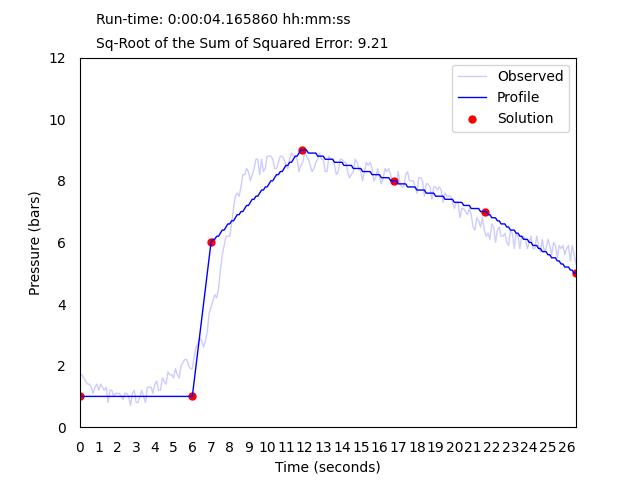 Run-time: 0:00:04.165860 hh:mm:ss
Sq-Root of the Sum of Squared Error: 9.21
12
10
8
6
4
2
0
Pressure (bars)
Observed
Profile
Solution
0 1 2 3 4 5 6 7 8 9 10 11 12 13 14 15 16 17 18 19 20 21 22 23 24 25 26
Time (seconds)